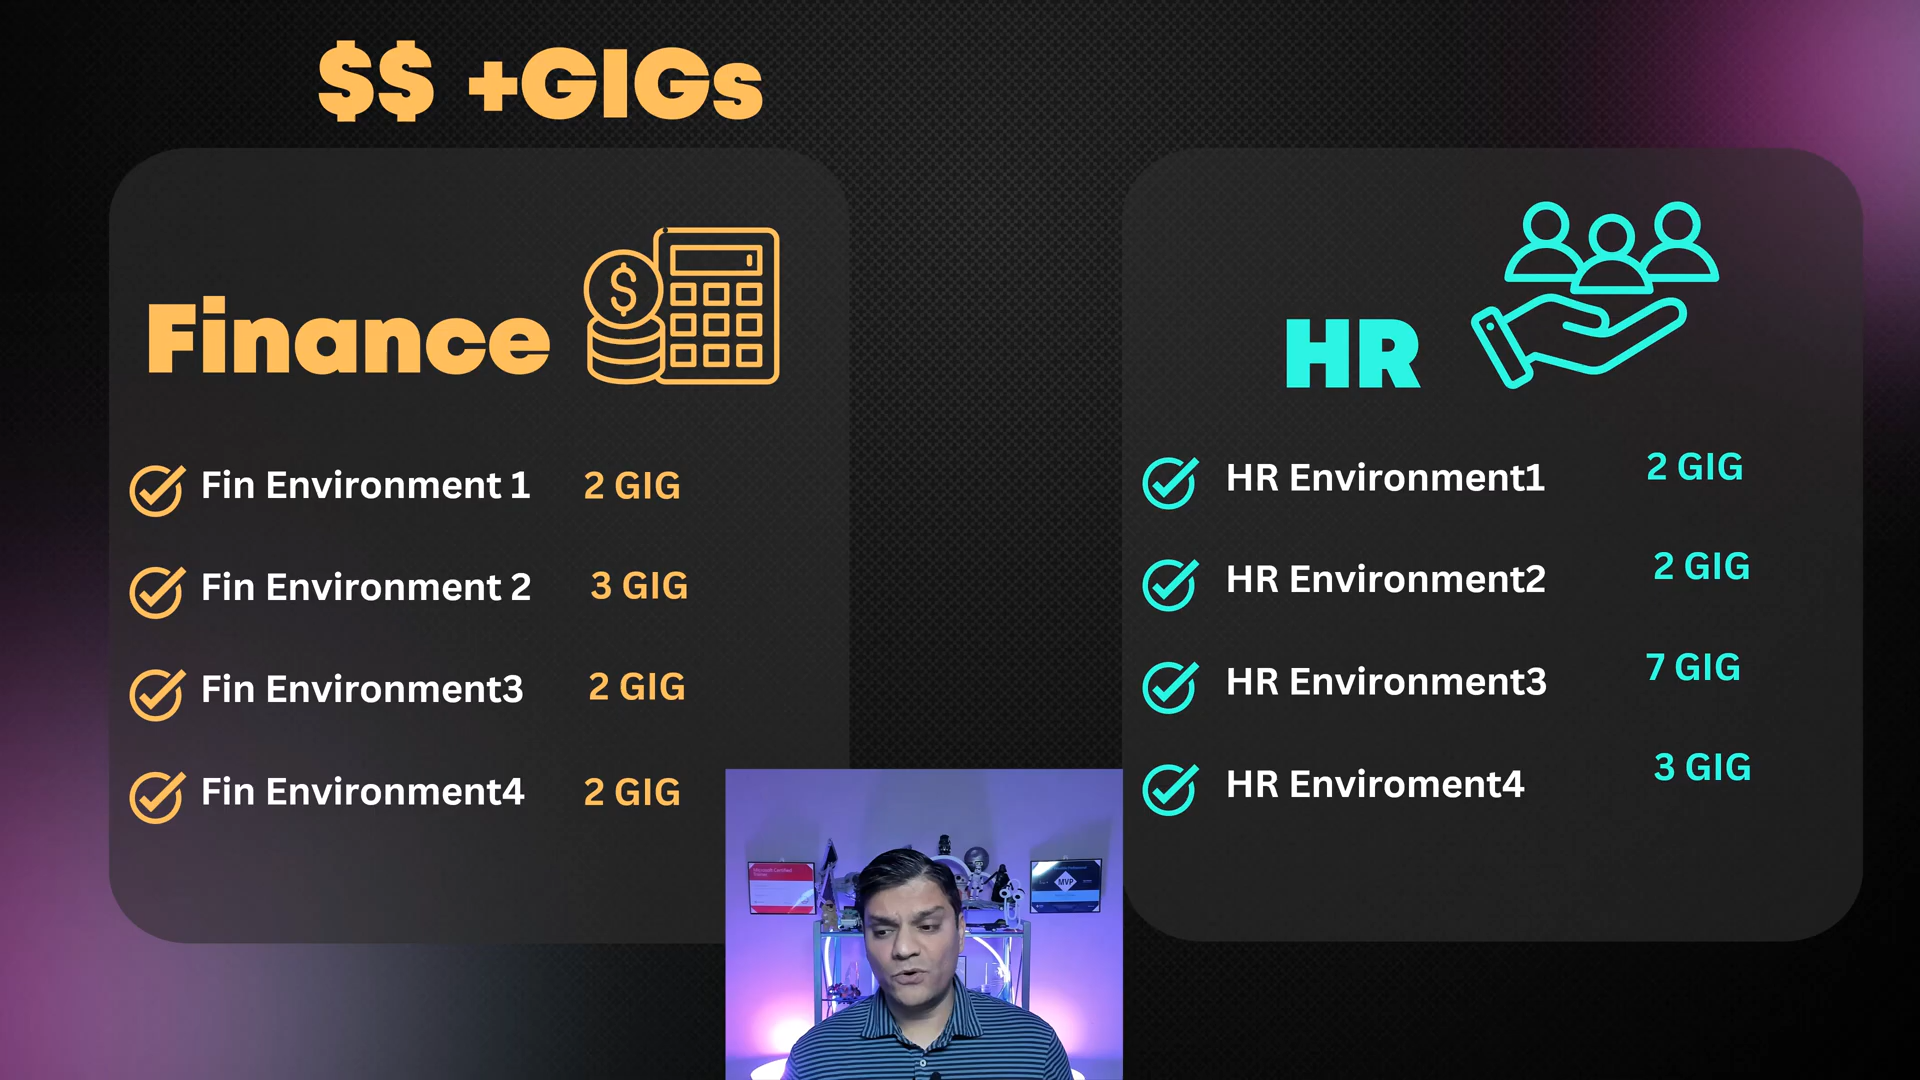 $$ +GIGs
Finance
Fin Environment 1 2 GIG
Fin Environment 2 3 GIG
Fin Environment3 2 GIG
Fin Environment4 2 GIG
HR
HR Environment1 2 GIG
HR Environment2 2 GIG
HR Environment3 7 GIG
HR Enviroment4 3 GIG
MVP